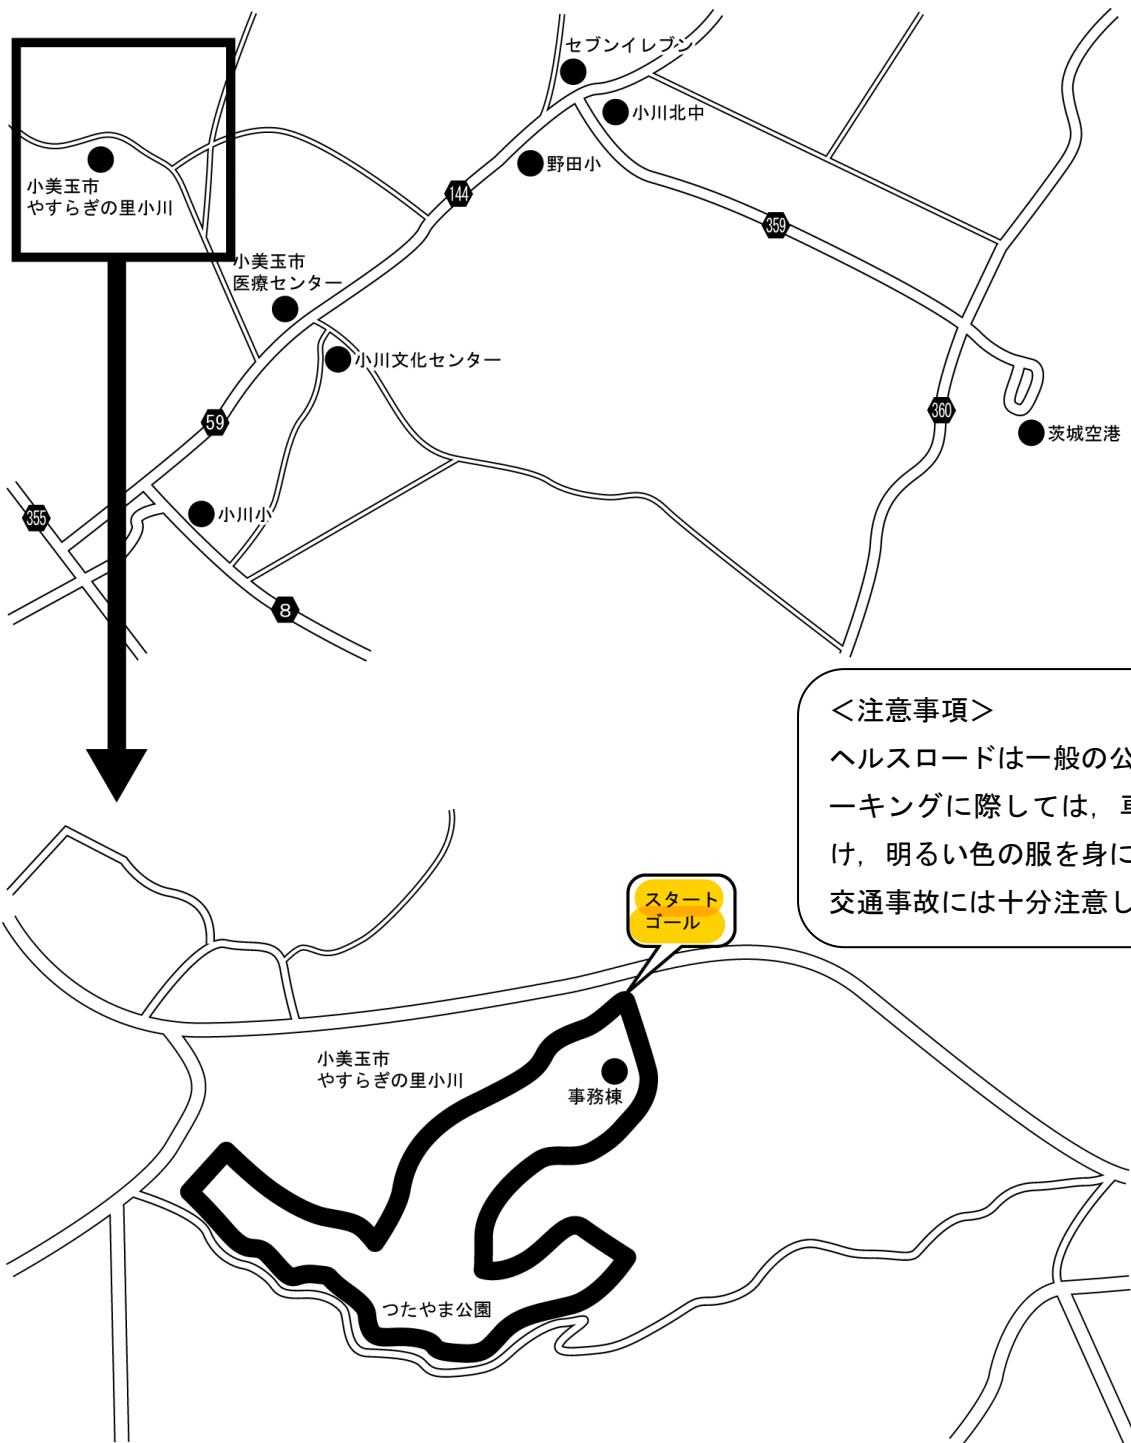 セブンイレブン
小川北中
野田小
小美玉市
やすらぎの里小川
144
359
小美玉市
医療センター
小川文化センター
59
360
茨城空港
355
小川小
8
＜注意事項＞
ヘルスロードは一般の公
ーキングに際しては，車
け，明るい色の服を身に
交通事故には十分注意し
スタート
ゴール
小美玉市
やすらぎの里小川
事務棟
つたやま公園